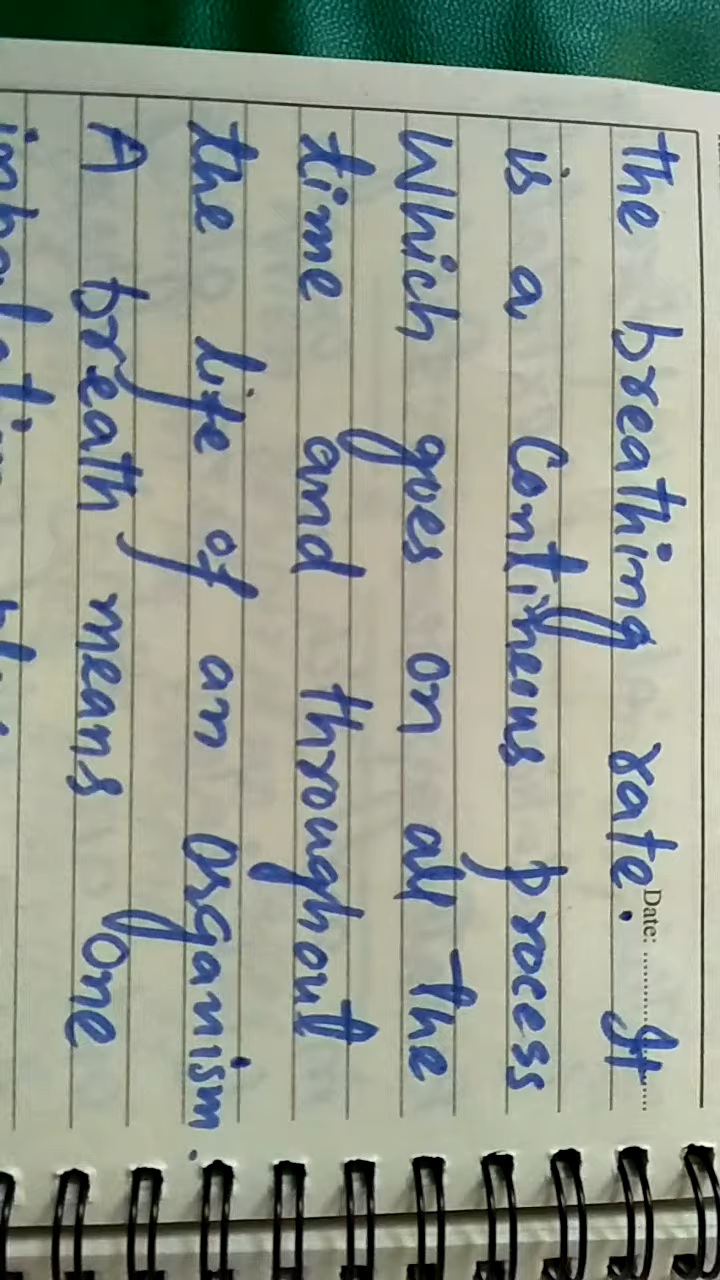 Date: ..............
the breathing rate. It
is a Contineous process
Which goes on all the
time and throughout
the life of an Organism.
A breath means One